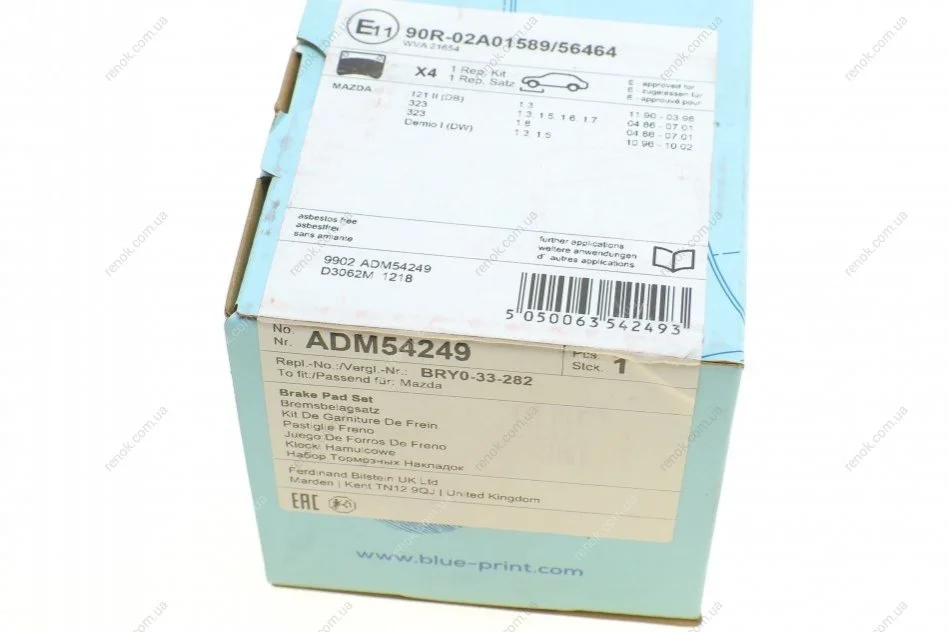 E11 90R-02A01589/56464
WVA 21654
X4 1 Rep. Kit
1 Rep. Satz
E - approved for
E - zugelassen für
E - approuvé pour
MAZDA
121 II (DB) 1.3 11.90 - 03.96
323 1.3, 1.5, 1.6, 1.7 04.86 - 07.01
323 1.8 04.86 - 07.01
Demio I (DW) 1.3, 1.5 10.96 - 10.02
asbestos free
asbestfrei
sans amiante
further applications
weitere anwendungen
d' autres applications
9902 ADM54249
D3062M 1218
5 050063 542493
No.
Nr. ADM54249
Pcs.
Stck. 1
Repl.-No.:/Vergl.-Nr.: BRY0-33-282
To fit:/Passend für: Mazda
Brake Pad Set
Bremsbelagsatz
Kit De Garniture De Frein
Pastiglie Freno
Juego De Forros De Freno
Klocki Hamulcowe
Набор Тормозных Накладок
Ferdinand Bilstein UK Ltd
Marden | Kent TN12 9QJ | United Kingdom
EAC
www.blue-print.com
renok.com.ua